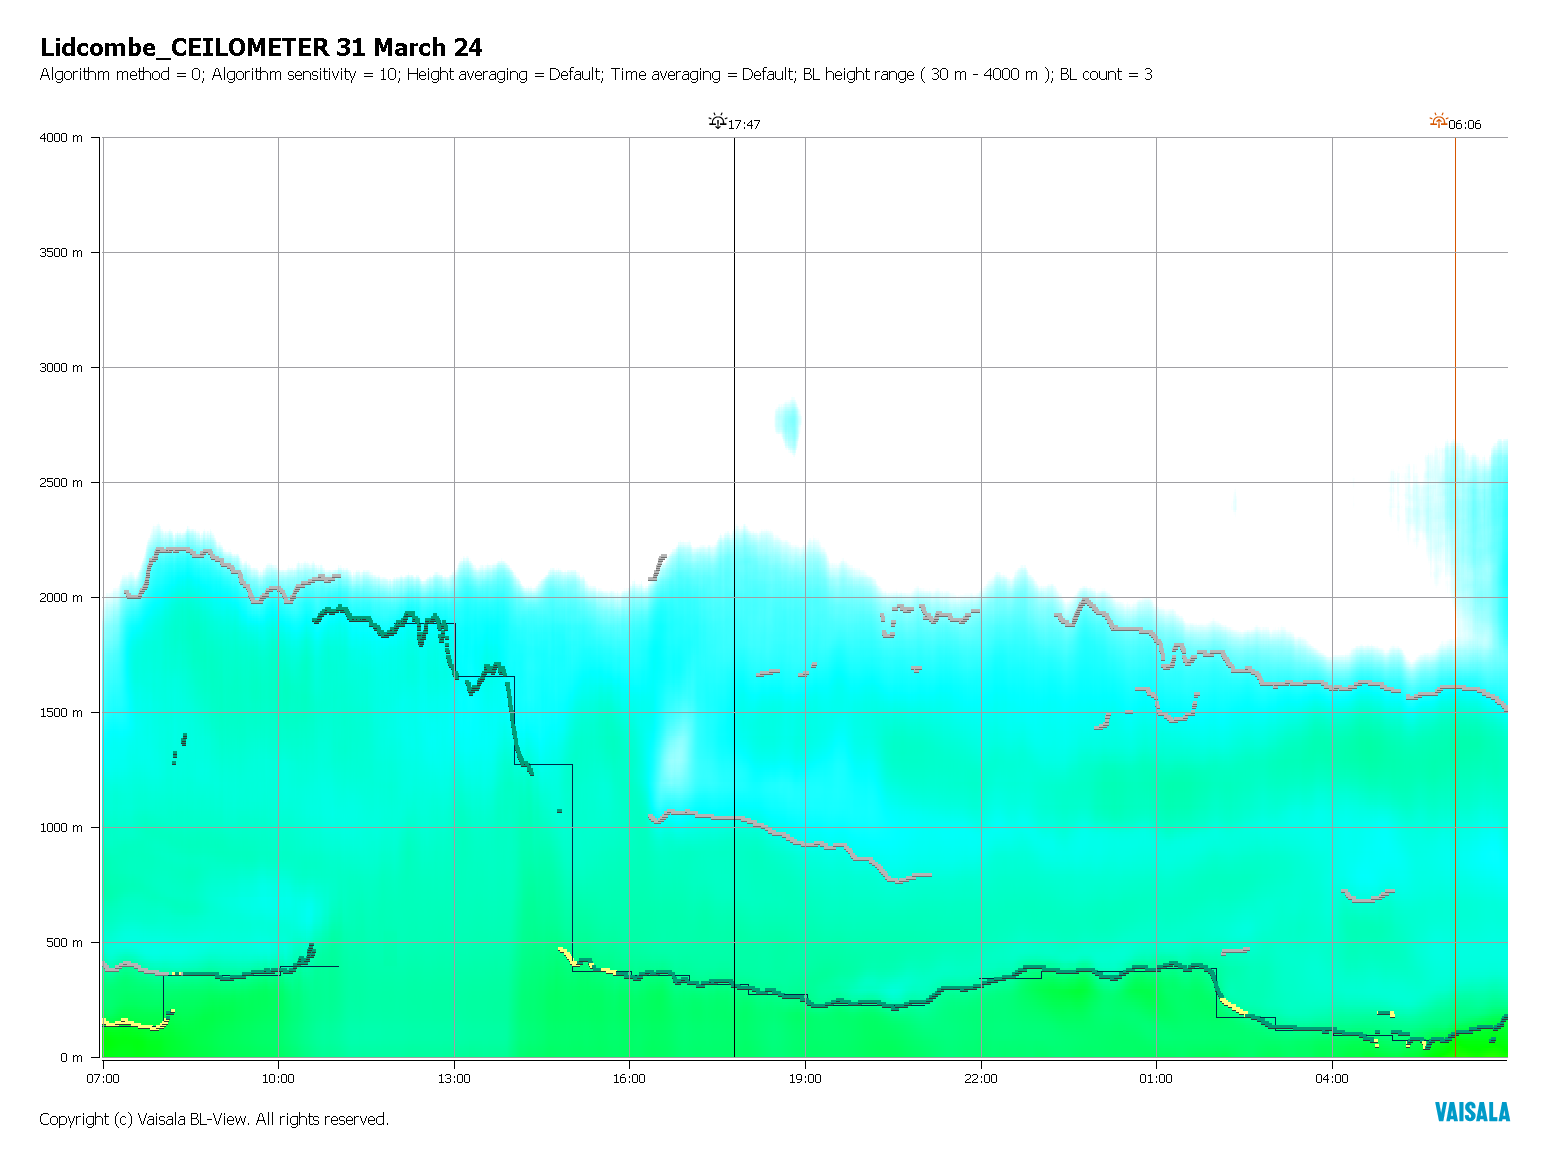 Lidcombe_CEILOMETER 31 March 24
Algorithm method = 0; Algorithm sensitivity = 10; Height averaging = Default; Time averaging = Default; BL height range ( 30 m - 4000 m ); BL count = 3
17:47
06:06
4000 m
3500 m
3000 m
2500 m
2000 m
1500 m
1000 m
500 m
0 m
07:00 10:00 13:00 16:00 19:00 22:00 01:00 04:00
Copyright (c) Vaisala BL-View. All rights reserved.
VAISALA